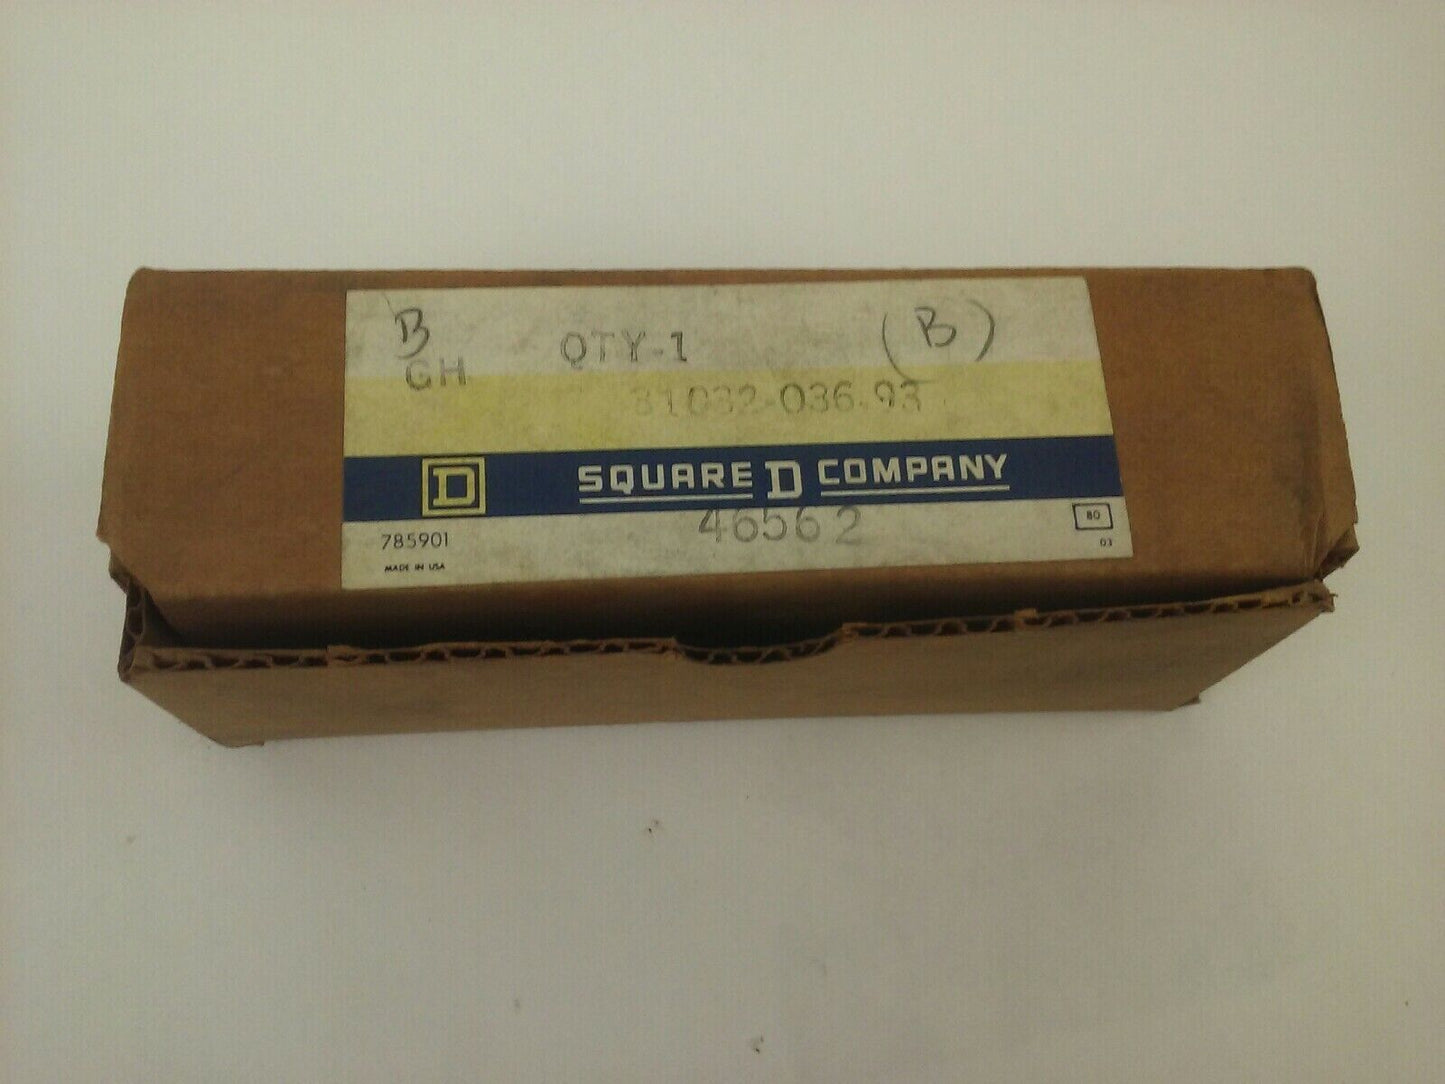 B
(B)
QTY-1
GH
31032-036-93
D
SQUARE D COMPANY
46562
80
785901
03
MADE IN USA